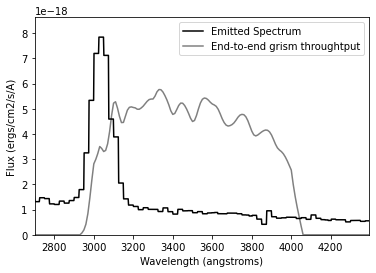 1e−18
Emitted Spectrum
End-to-end grism throughtput
8
7
6
5
4
3
2
1
0
Flux (ergs/cm2/s/A)
2800 3000 3200 3400 3600 3800 4000 4200
Wavelength (angstroms)